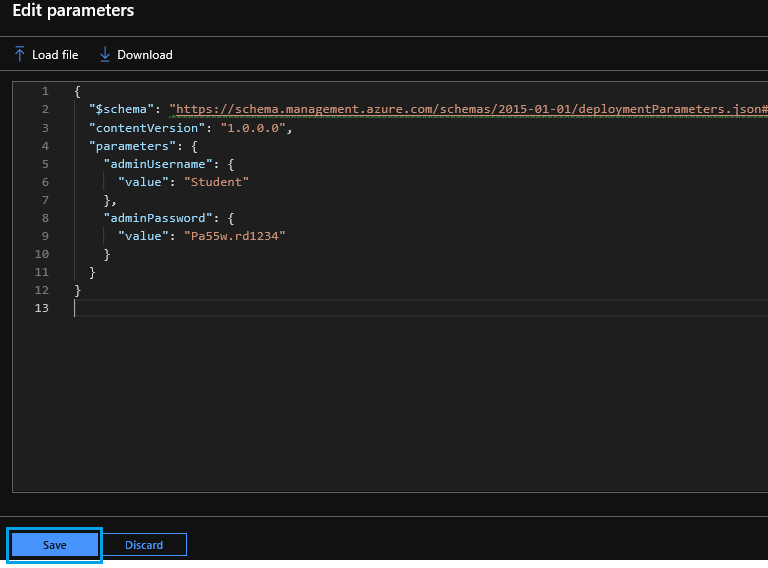 Edit parameters
Load file Download
1 {
2 "$schema": "https://schema.management.azure.com/schemas/2015-01-01/deploymentParameters.json#
3 "contentVersion": "1.0.0.0",
4 "parameters": {
5 "adminUsername": {
6 "value": "Student"
7 },
8 "adminPassword": {
9 "value": "Pa55w.rd1234"
10 }
11 }
12 }
13
Save Discard